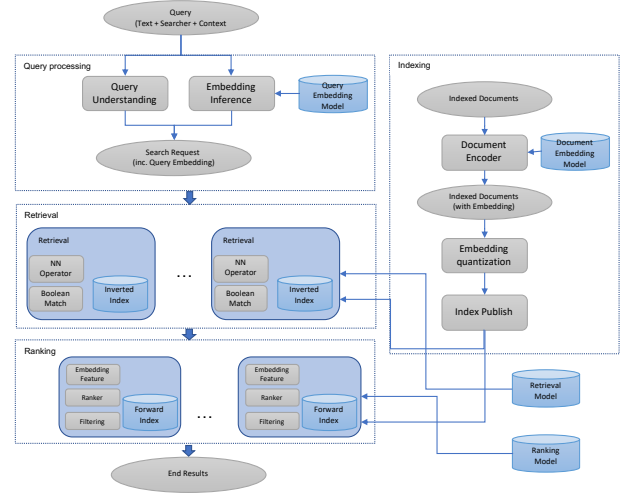 Query
(Text + Searcher + Context
Query processing
Query
Understanding
Embedding
Inference
Query
Embedding
Model
Search Request
(inc. Query Embedding)
Indexing
Indexed Documents
Document
Encoder
Document
Embedding
Model
Indexed Documents
(with Embedding)
Embedding
quantization
Index Publish
Retrieval
Retrieval
NN
Operator
Boolean
Match
Inverted
Index
...
Retrieval
NN
Operator
Boolean
Match
Inverted
Index
Ranking
Embedding
Feature
Ranker
Filtering
Forward
Index
...
Embedding
Feature
Ranker
Filtering
Forward
Index
Retrieval
Model
Ranking
Model
End Results